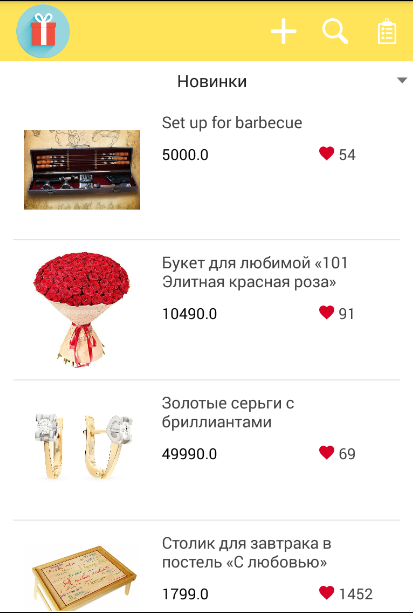 Новинки
Set up for barbecue
5000.0
54
Букет для любимой «101
Элитная красная роза»
10490.0
91
Золотые серьги с
бриллиантами
49990.0
69
Столик для завтрака в
постель «С любовью»
1799.0
1452